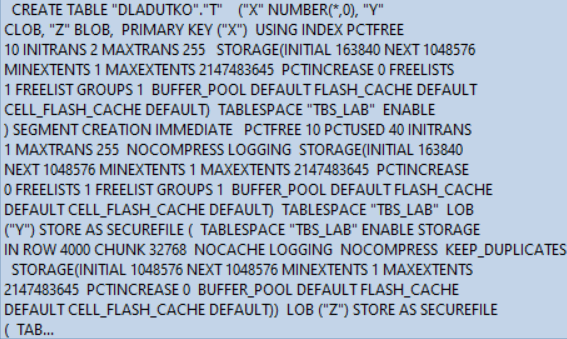 CREATE TABLE "DLADUTKO"."T" ("X" NUMBER(*,0), "Y"
CLOB, "Z" BLOB, PRIMARY KEY ("X") USING INDEX PCTFREE
10 INITRANS 2 MAXTRANS 255 STORAGE(INITIAL 163840 NEXT 1048576
MINEXTENTS 1 MAXEXTENTS 2147483645 PCTINCREASE 0 FREELISTS
1 FREELIST GROUPS 1 BUFFER_POOL DEFAULT FLASH_CACHE DEFAULT
CELL_FLASH_CACHE DEFAULT) TABLESPACE "TBS_LAB" ENABLE
) SEGMENT CREATION IMMEDIATE PCTFREE 10 PCTUSED 40 INITRANS
1 MAXTRANS 255 NOCOMPRESS LOGGING STORAGE(INITIAL 163840
NEXT 1048576 MINEXTENTS 1 MAXEXTENTS 2147483645 PCTINCREASE
0 FREELISTS 1 FREELIST GROUPS 1 BUFFER_POOL DEFAULT FLASH_CACHE
DEFAULT CELL_FLASH_CACHE DEFAULT) TABLESPACE "TBS_LAB" LOB
("Y") STORE AS SECUREFILE ( TABLESPACE "TBS_LAB" ENABLE STORAGE
IN ROW 4000 CHUNK 32768 NOCACHE LOGGING NOCOMPRESS KEEP_DUPLICATES
STORAGE(INITIAL 1048576 NEXT 1048576 MINEXTENTS 1 MAXEXTENTS
2147483645 PCTINCREASE 0 BUFFER_POOL DEFAULT FLASH_CACHE
DEFAULT CELL_FLASH_CACHE DEFAULT)) LOB ("Z") STORE AS SECUREFILE
( TAB...